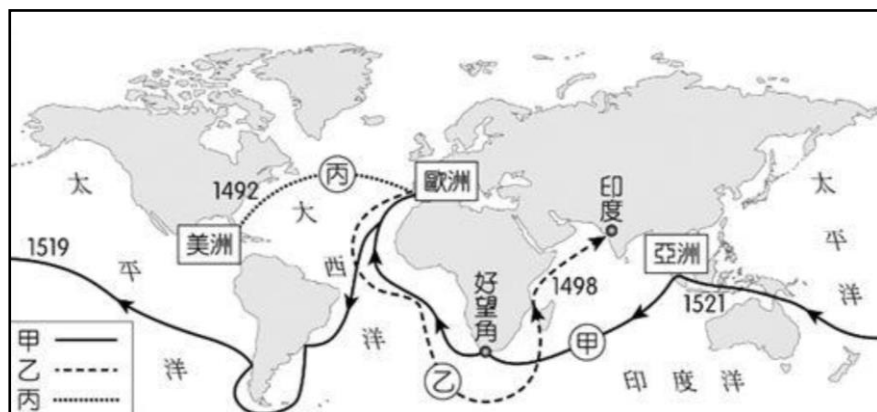 太
平
洋
1519
1492
丙
美洲
大
西
洋
歐洲
好望角
乙
印度
1498
甲
亞洲
1521
印度洋
太
平
洋
甲
乙
丙